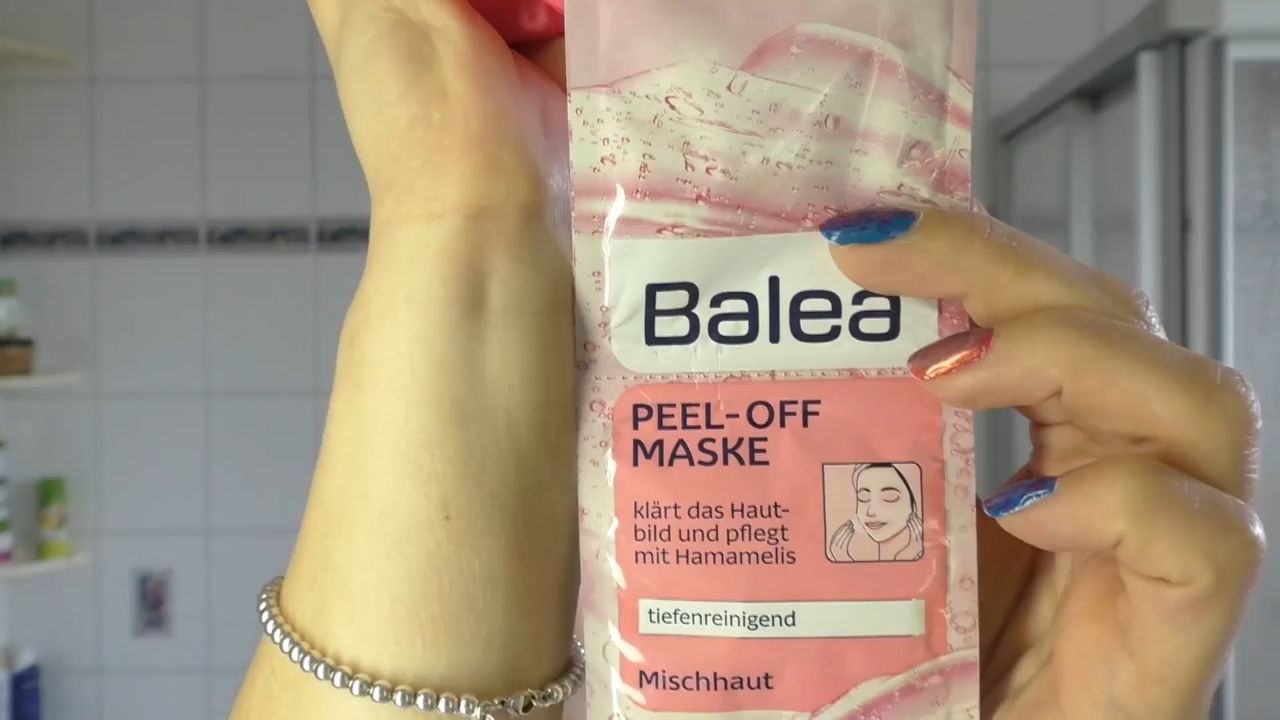 Balea
PEEL-OFF
MASKE
klärt das Haut-
bild und pflegt
mit Hamamelis
tiefenreinigend
Mischhaut